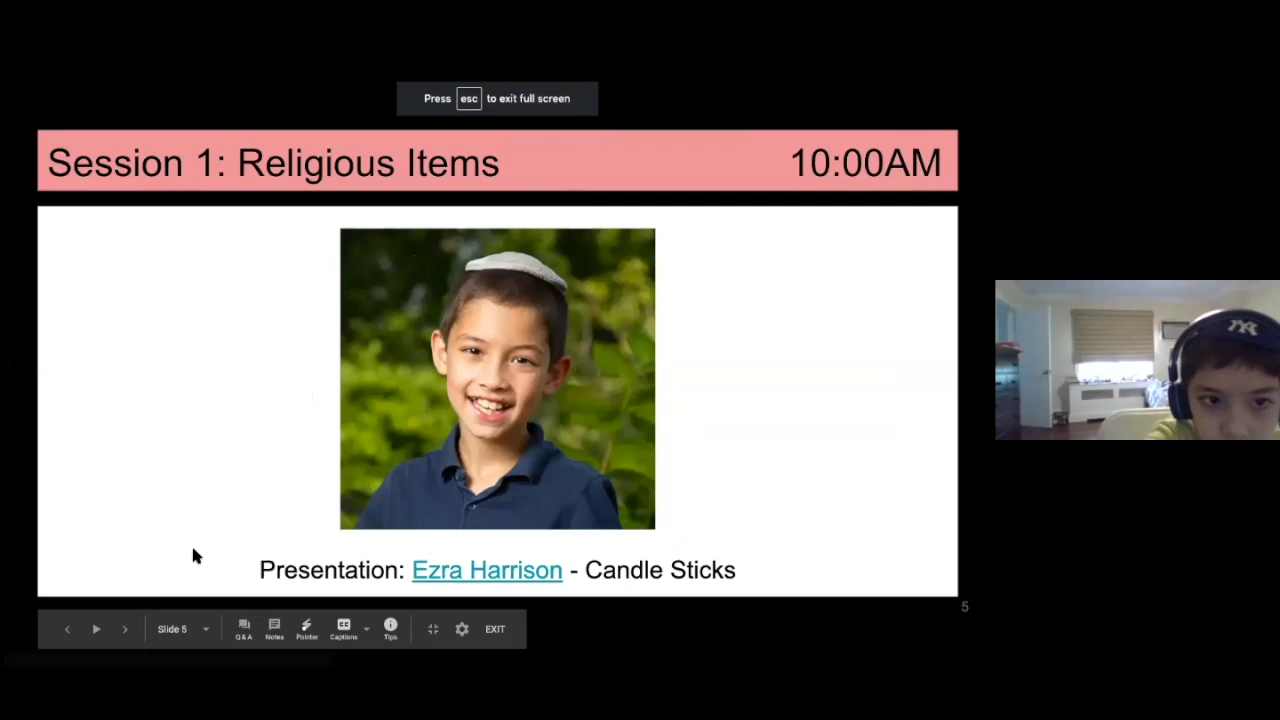 Press esc to exit full screen
Session 1: Religious Items 10:00AM
Presentation: Ezra Harrison - Candle Sticks
5
Slide 5 Q&A Notes Pointer Captions Tips EXIT
NY